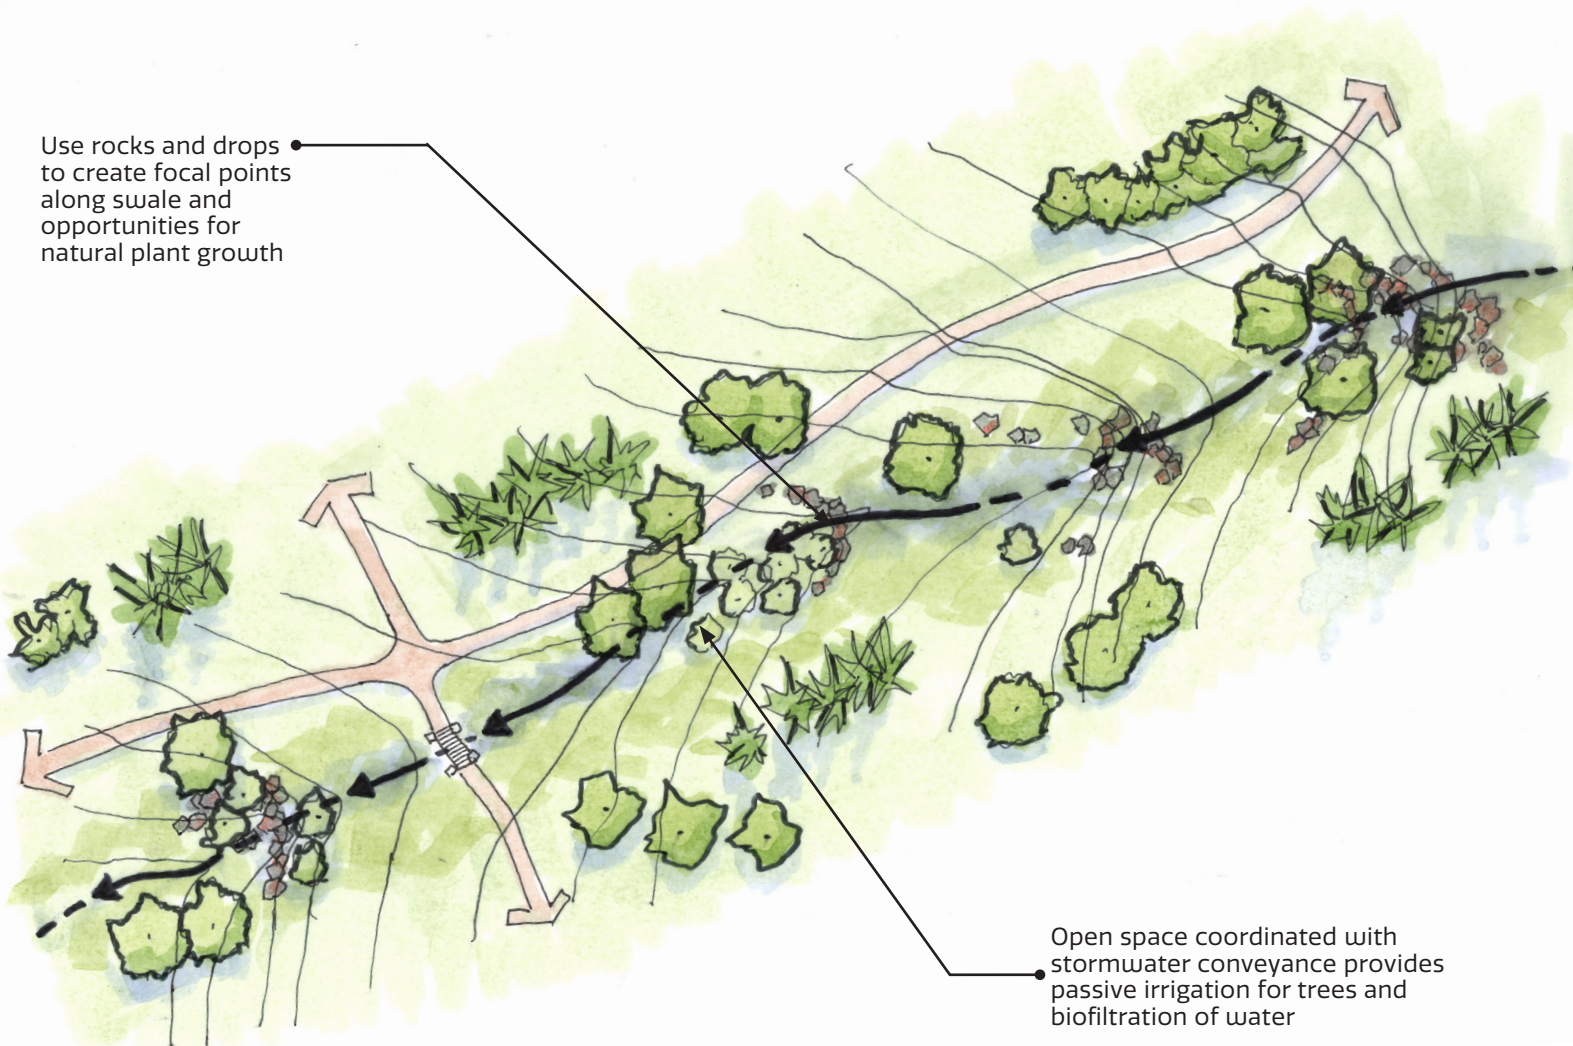 Use rocks and drops
to create focal points
along swale and
opportunities for
natural plant growth
Open space coordinated with
stormwater conveyance provides
passive irrigation for trees and
biofiltration of water